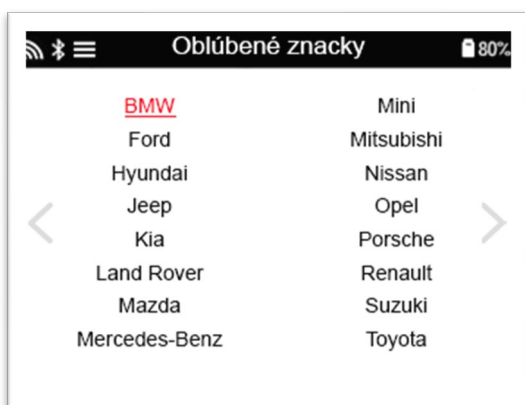 Oblúbené znacky
80%
BMW
Ford
Hyundai
Jeep
Kia
Land Rover
Mazda
Mercedes-Benz
Mini
Mitsubishi
Nissan
Opel
Porsche
Renault
Suzuki
Toyota